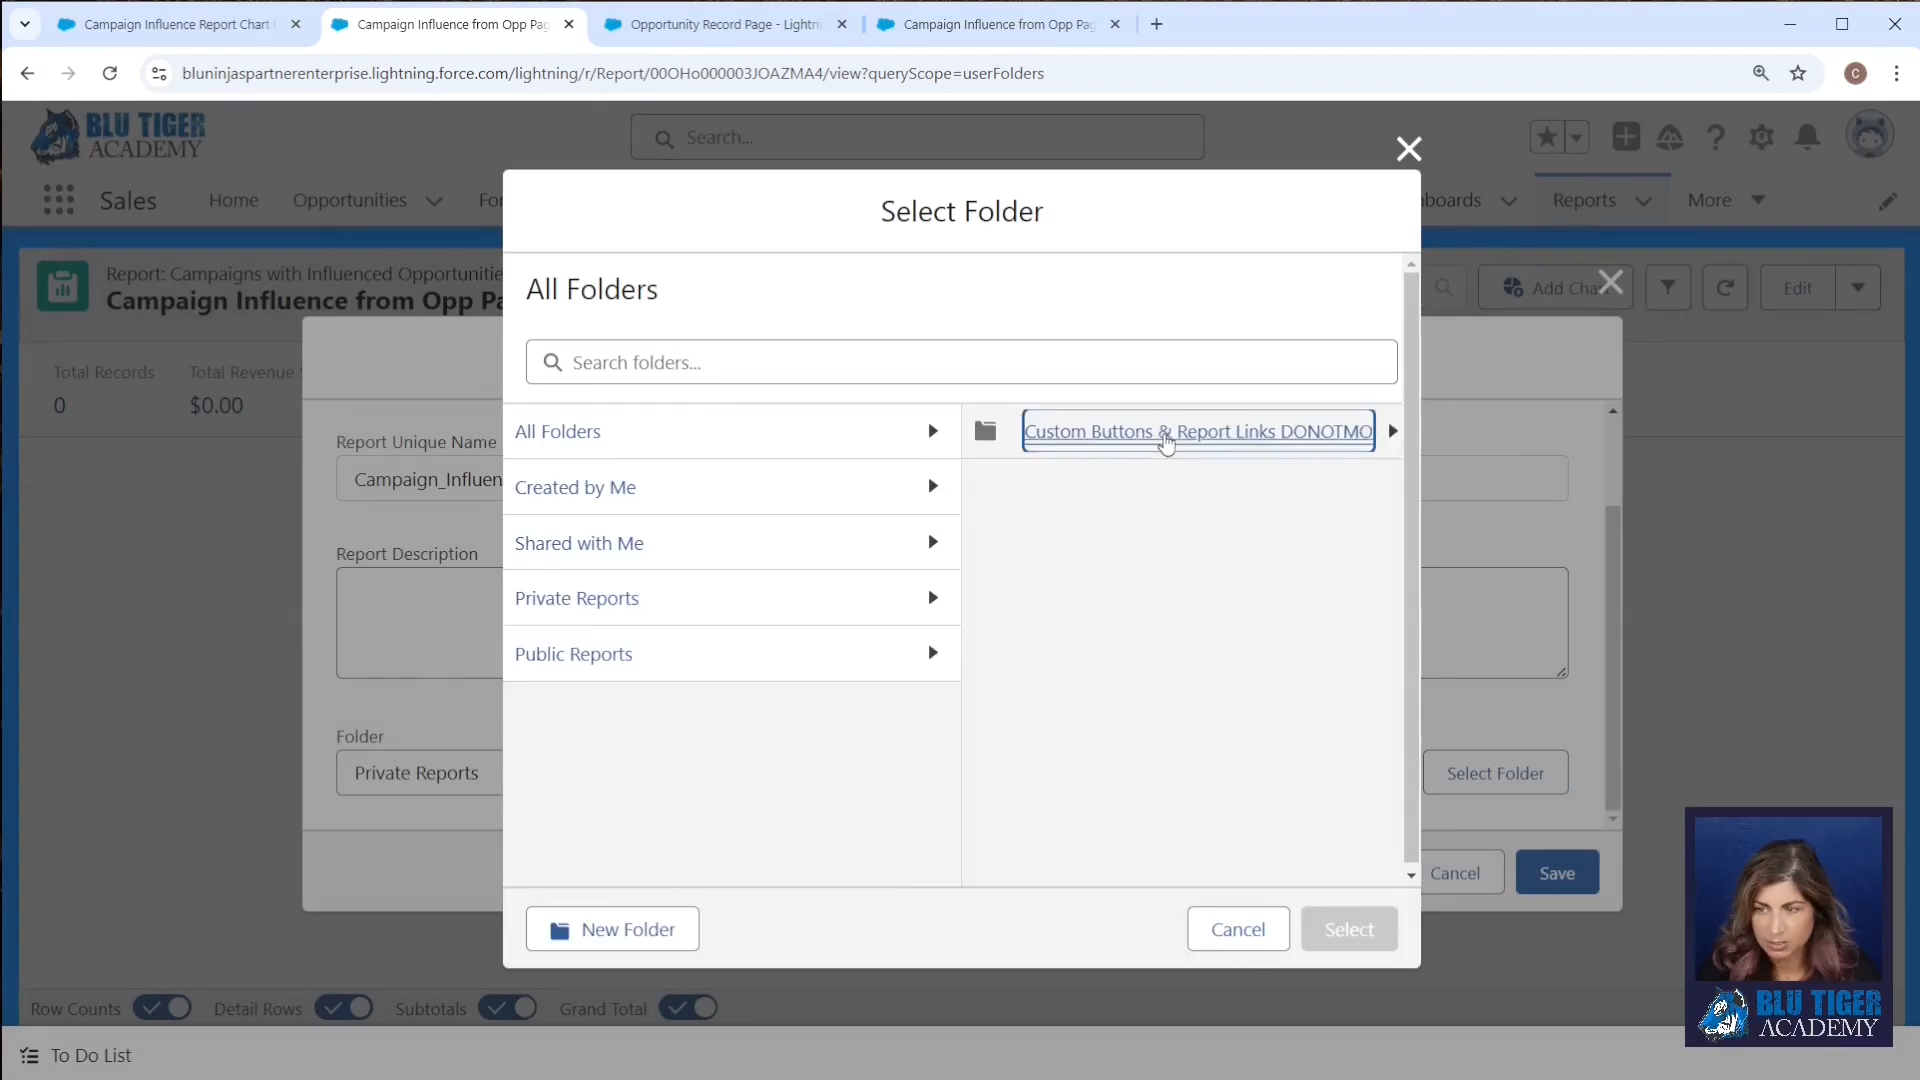 Campaign Influence Report Chart
Campaign Influence from Opp Pag
Opportunity Record Page - Lightni
Campaign Influence from Opp Pag
bluninjaspartnerenterprise.lightning.force.com/lightning/r/Report/00OHo000003JOAZMA4/view?queryScope=userFolders
C
BLU TIGER
ACADEMY
Search...
Sales
Home
Opportunities
For
boards
Reports
More
Select Folder
Report: Campaigns with Influenced Opportunitie
Campaign Influence from Opp Pa
Add Cha
Edit
All Folders
Search folders...
Total Records
Total Revenue
0
$0.00
All Folders
Custom Buttons & Report Links DONOTMO
Report Unique Name
Campaign_Influen
Created by Me
Shared with Me
Report Description
Private Reports
Public Reports
Folder
Private Reports
Select Folder
Cancel
Save
New Folder
Cancel
Select
Row Counts
Detail Rows
Subtotals
Grand Total
BLU TIGER
ACADEMY
To Do List